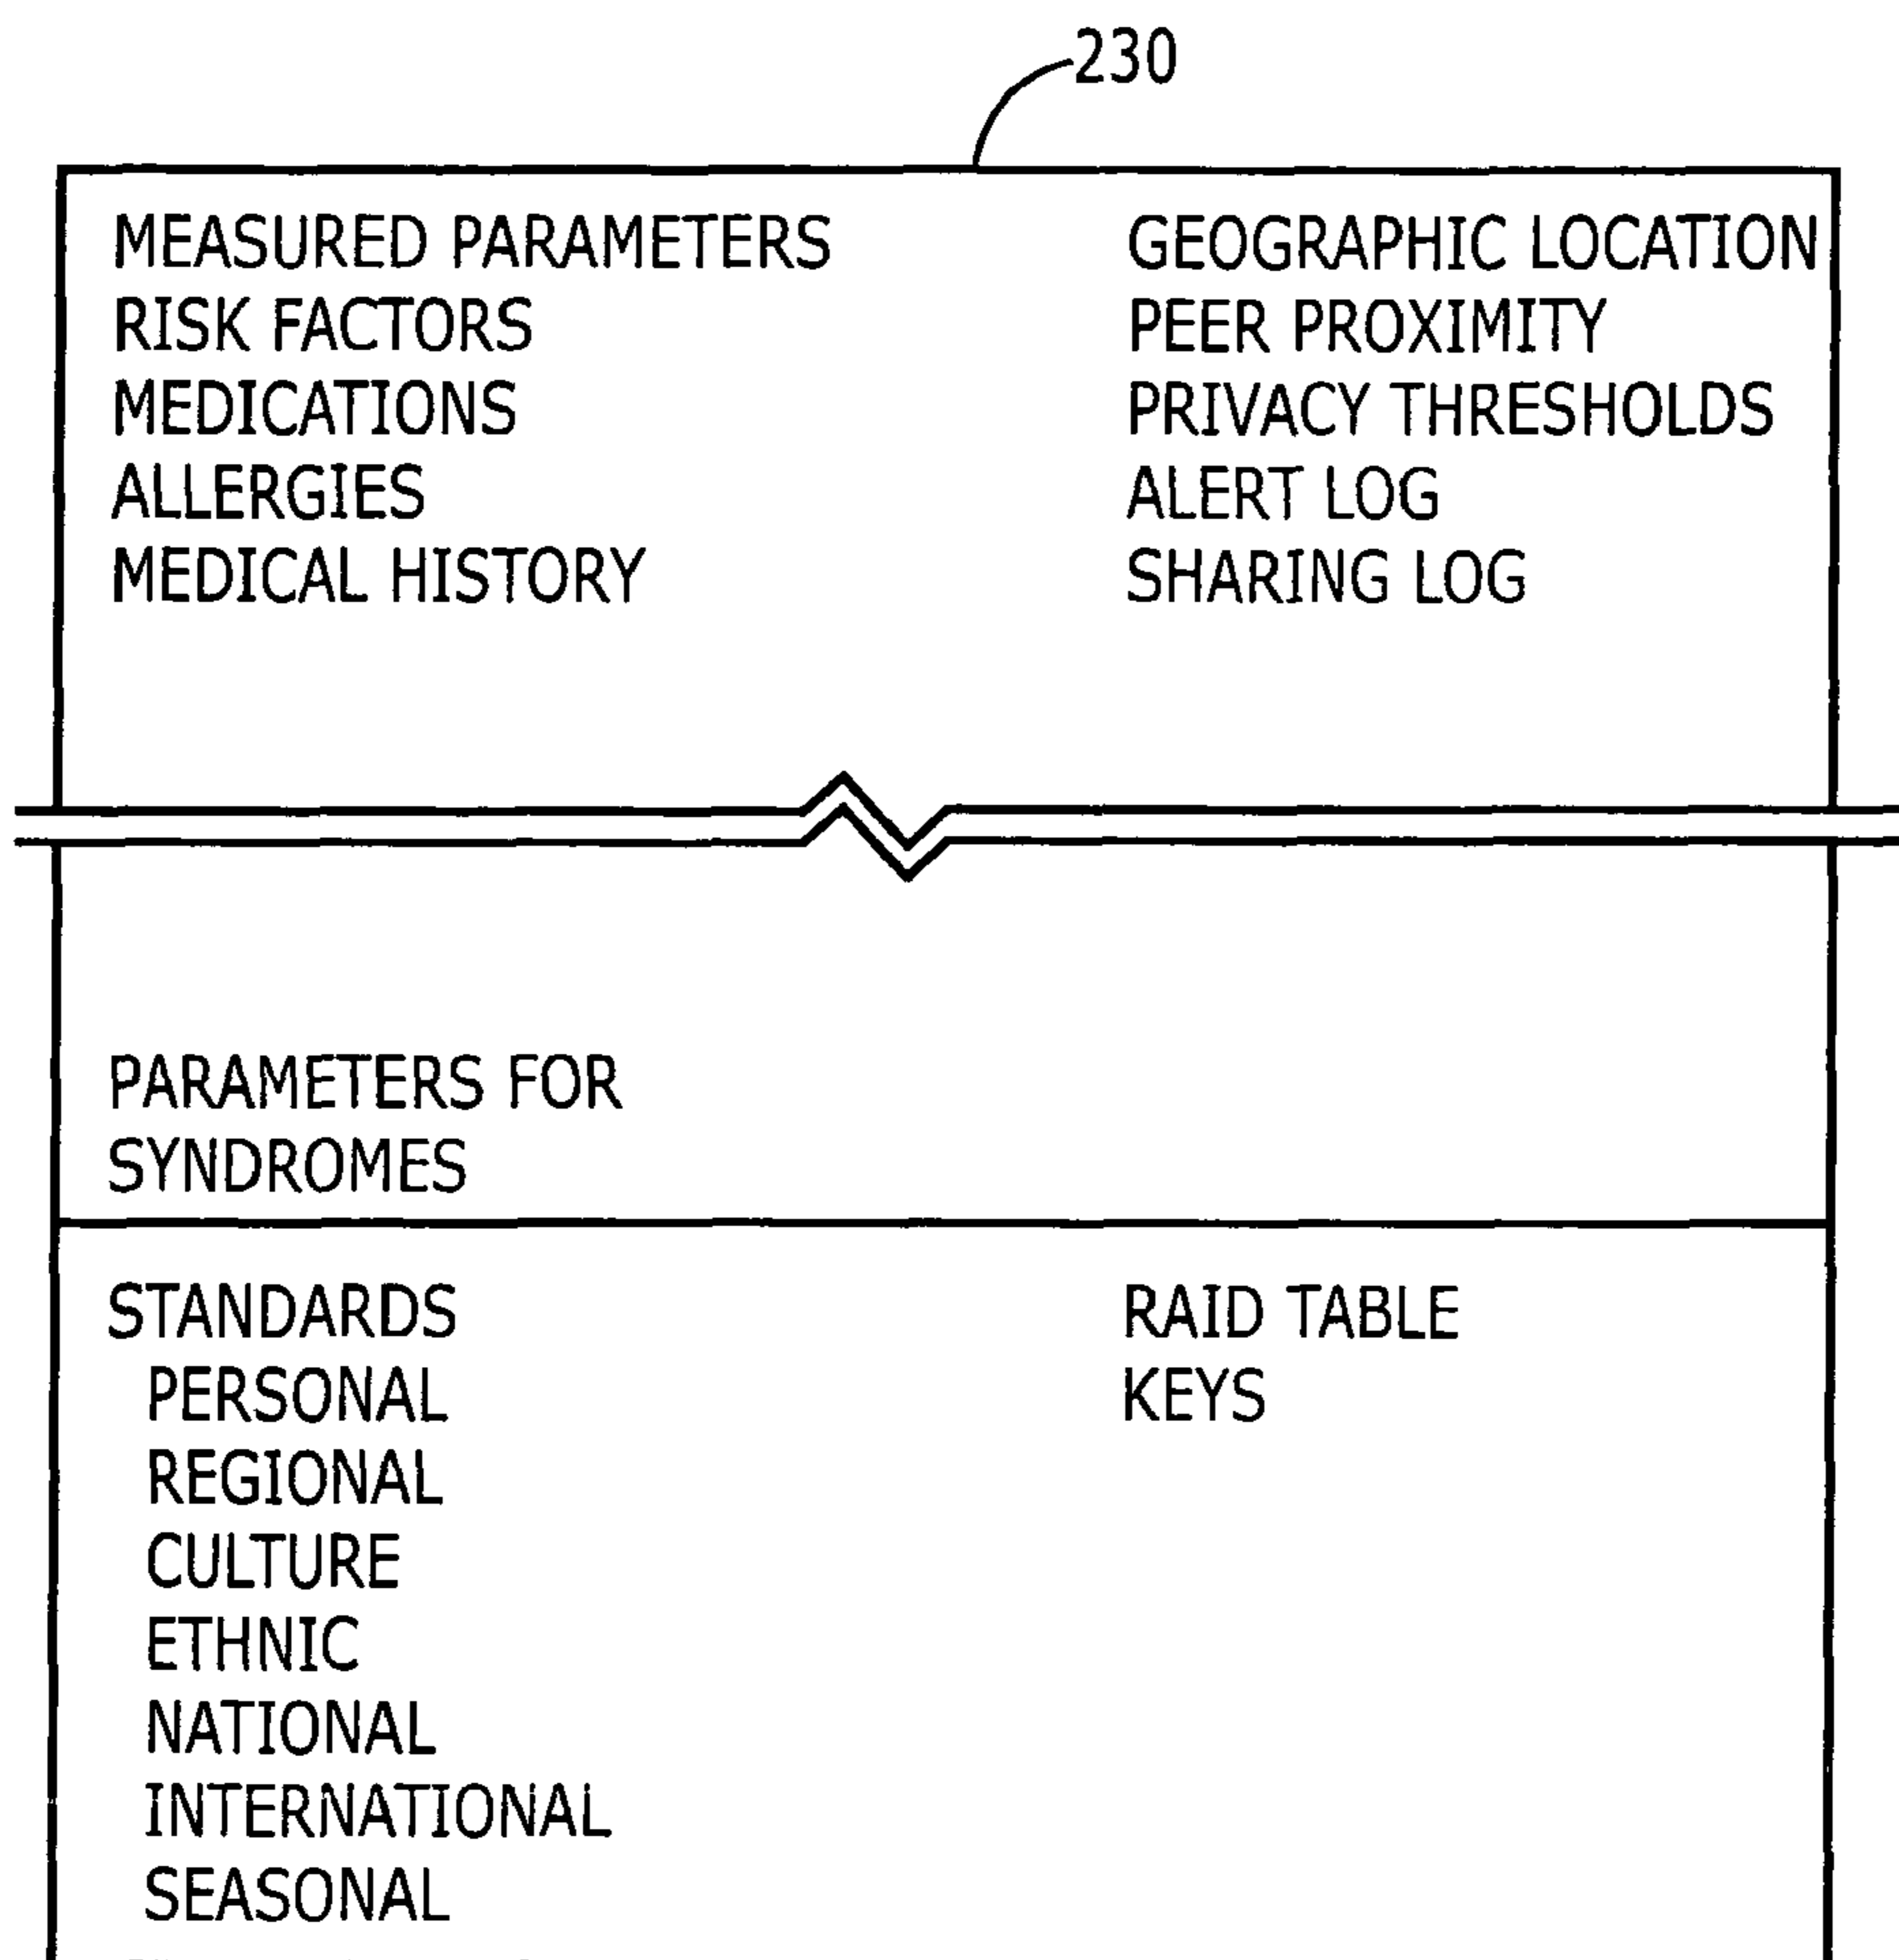 230
MEASURED PARAMETERS
RISK FACTORS
MEDICATIONS
ALLERGIES
MEDICAL HISTORY
GEOGRAPHIC LOCATION
PEER PROXIMITY
PRIVACY THRESHOLDS
ALERT LOG
SHARING LOG
PARAMETERS FOR
SYNDROMES
STANDARDS
PERSONAL
REGIONAL
CULTURE
ETHNIC
NATIONAL
INTERNATIONAL
SEASONAL
RAID TABLE
KEYS